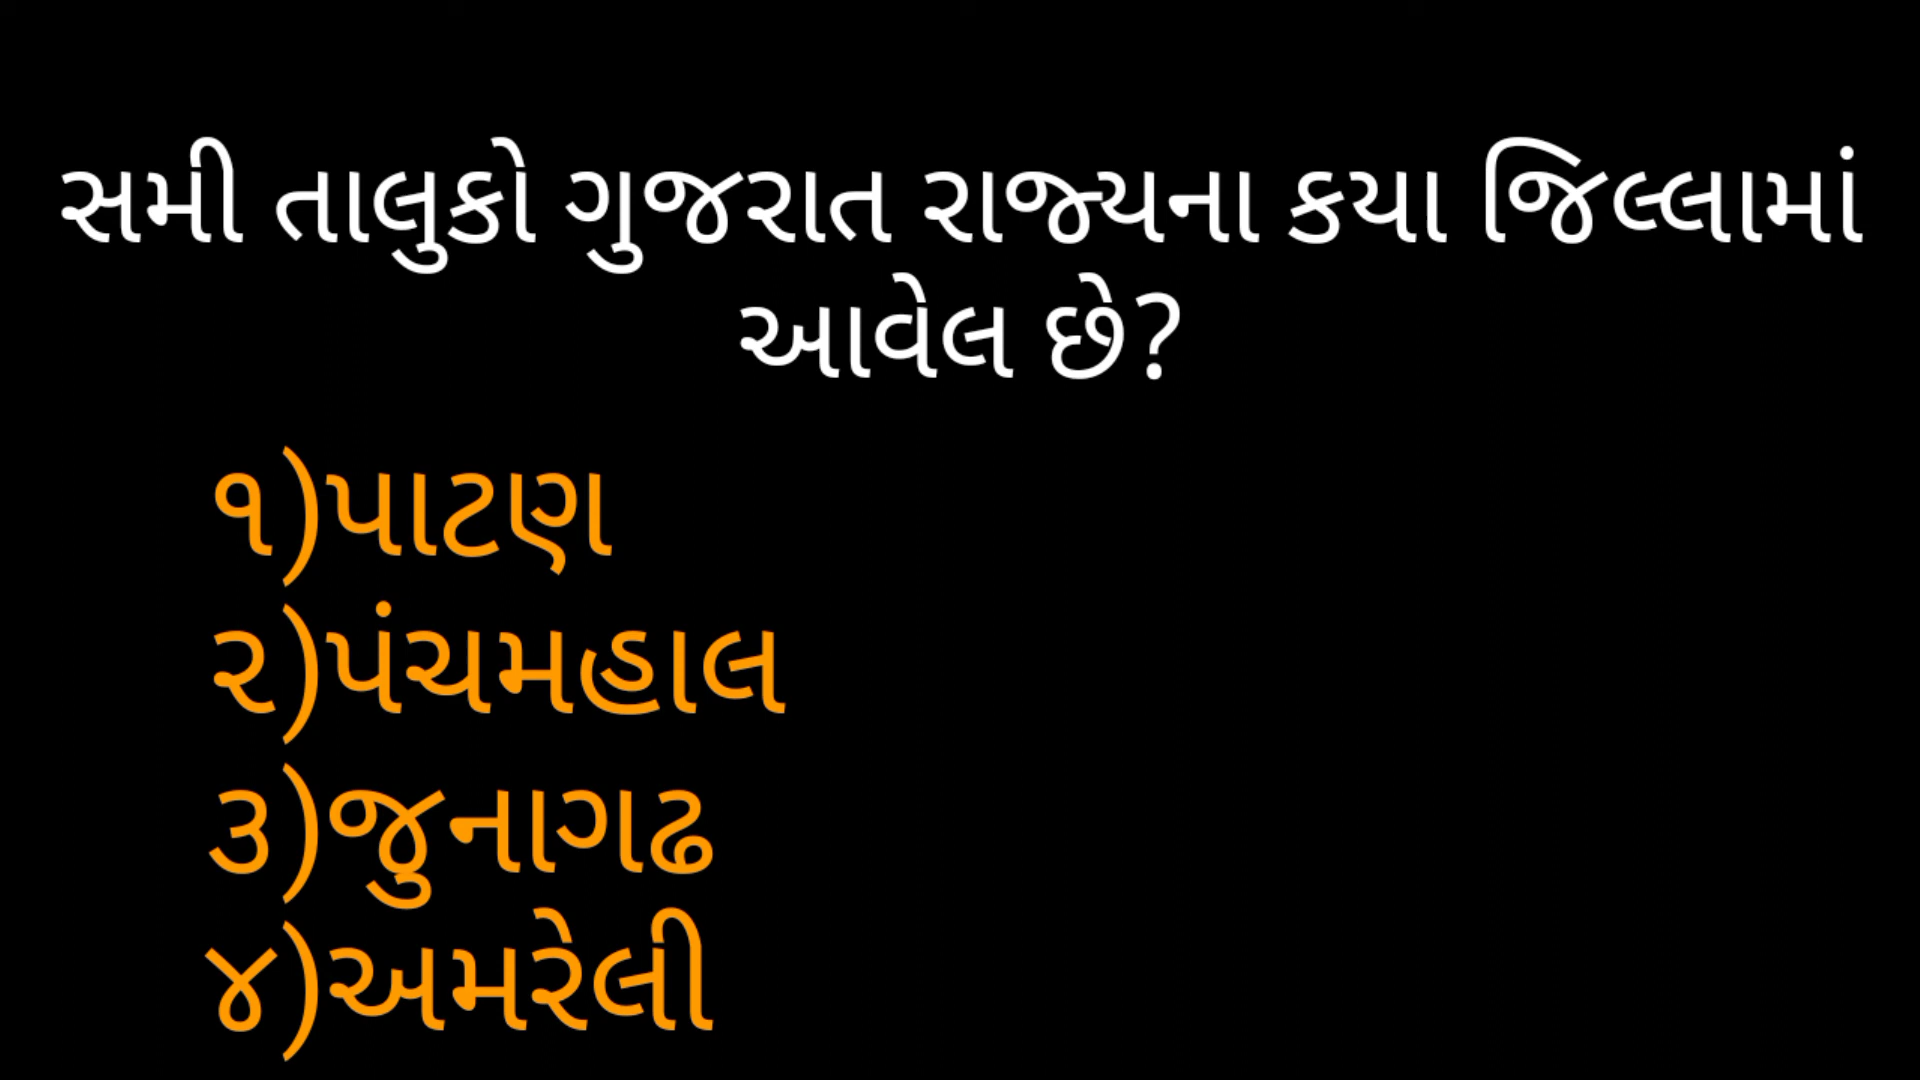 સમી તાલુકો ગુજરાત રાજ્યના કયા જિલ્લામાં
આવેલ છે?
૧)પાટણ
૨)પંચમહાલ
૩)જુનાગઢ
૪)અમરેલી